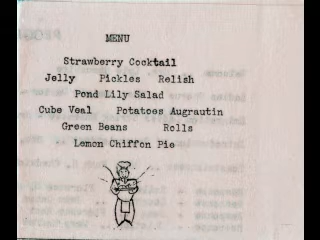 MENU
Strawberry Cocktail
Jelly Pickles Relish
Pond Lily Salad
Cube Veal Potatoes Augrautin
Green Beans Rolls
Lemon Chiffon Pie